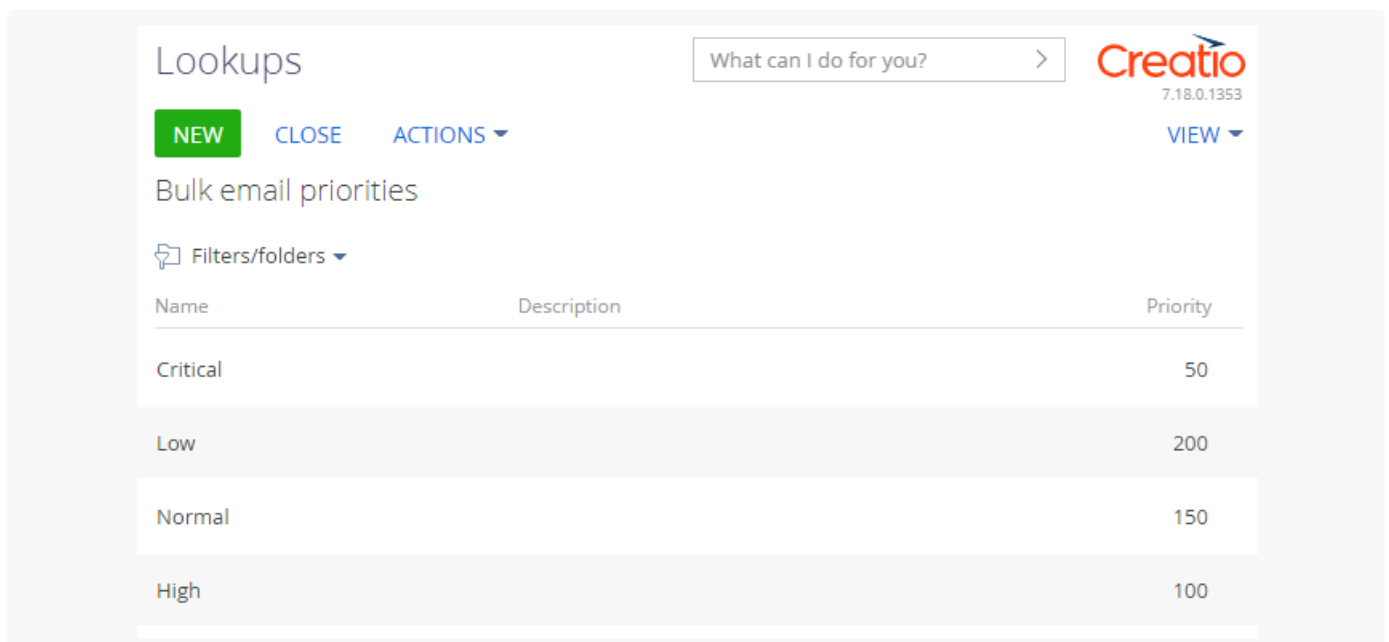 Lookups
What can I do for you?
Creatio
7.18.0.1353
NEW CLOSE ACTIONS VIEW
Bulk email priorities
Filters/folders
Name Description Priority
Critical 50
Low 200
Normal 150
High 100